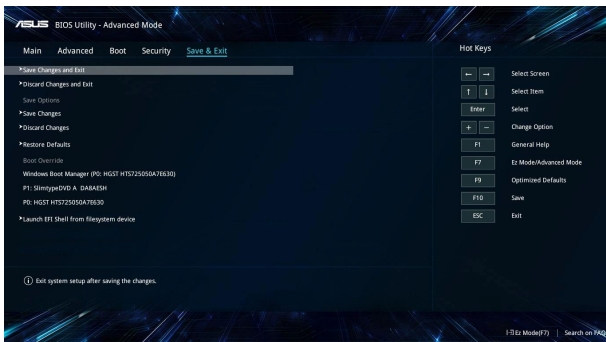 ASUS BIOS Utility - Advanced Mode
Main Advanced Boot Security Save & Exit
Save Changes and Exit
Discard Changes and Exit
Save Options
Save Changes
Discard Changes
Restore Defaults
Boot Override
Windows Boot Manager (P0: HGST HTS725050A7E630)
P1: SlimtypeDVD A DA8AESH
P0: HGST HTS725050A7E630
Launch EFI Shell from filesystem device
Exit system setup after saving the changes.
Hot Keys
← → Select Screen
↑ ↓ Select Item
Enter Select
+ − Change Option
F1 General Help
F7 Ez Mode/Advanced Mode
F9 Optimized Defaults
F10 Save
ESC Exit
Ez Mode(F7) | Search on FAQ